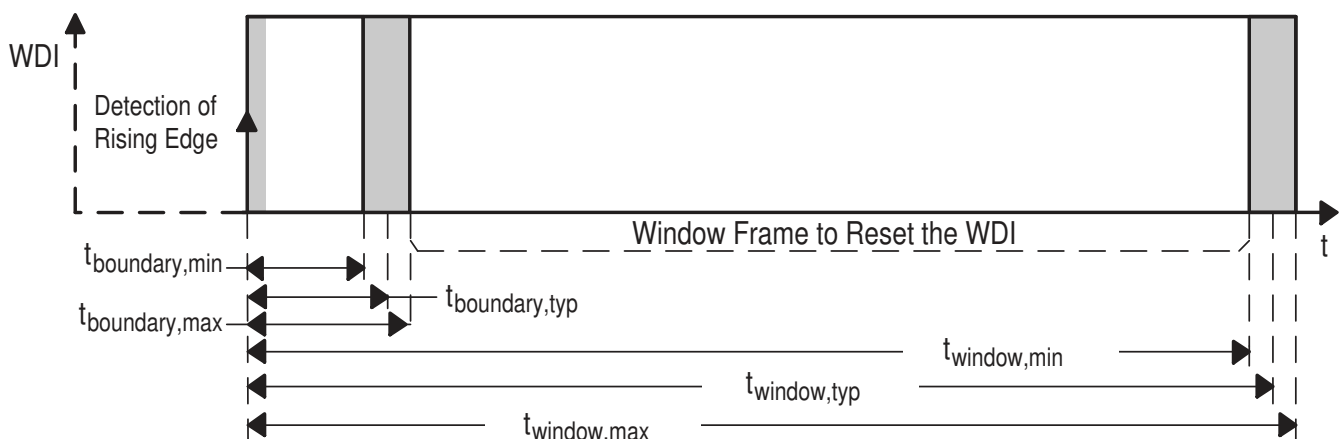 WDI
Detection of
Rising Edge
Window Frame to Reset the WDI
t
tboundary,min
tboundary,typ
tboundary,max
twindow,min
twindow,typ
twindow,max